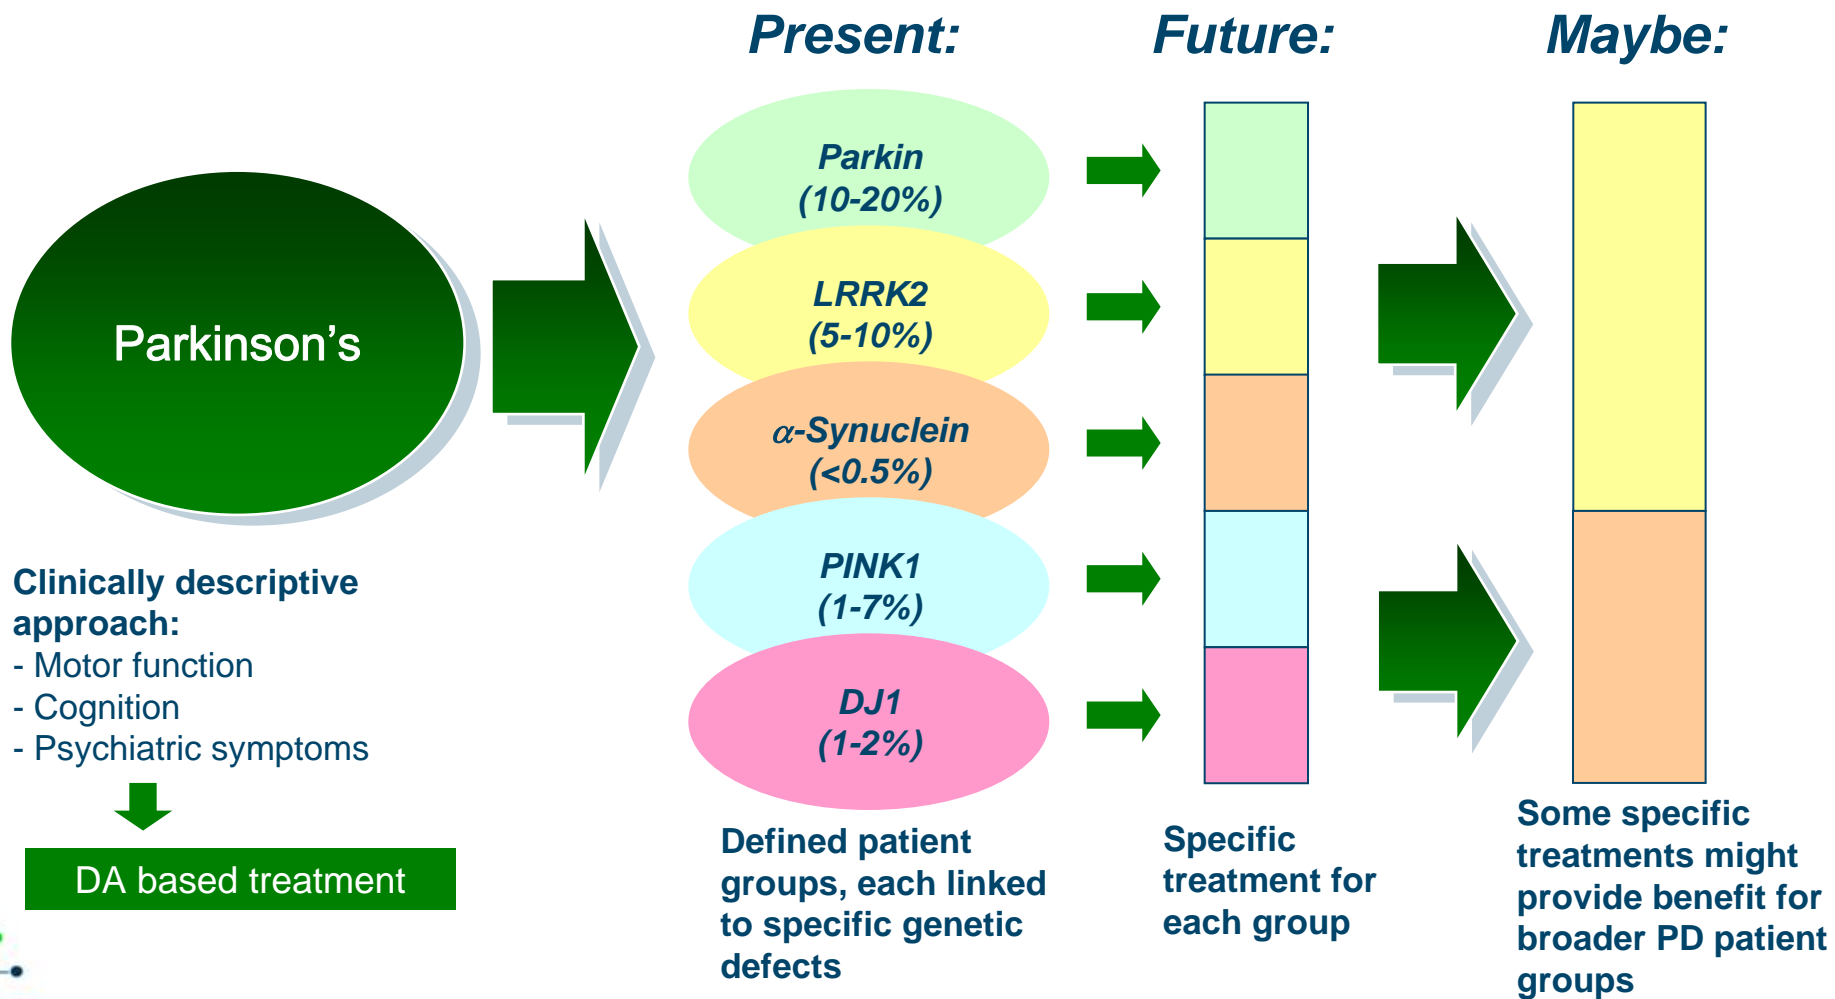 Present:
Future:
Maybe:
Parkinson's
Clinically descriptive
approach:
- Motor function
- Cognition
- Psychiatric symptoms
DA based treatment
Parkin
(10-20%)
LRRK2
(5-10%)
α-Synuclein
(<0.5%)
PINK1
(1-7%)
DJ1
(1-2%)
Defined patient
groups, each linked
to specific genetic
defects
Specific
treatment for
each group
Some specific
treatments might
provide benefit for
broader PD patient
groups